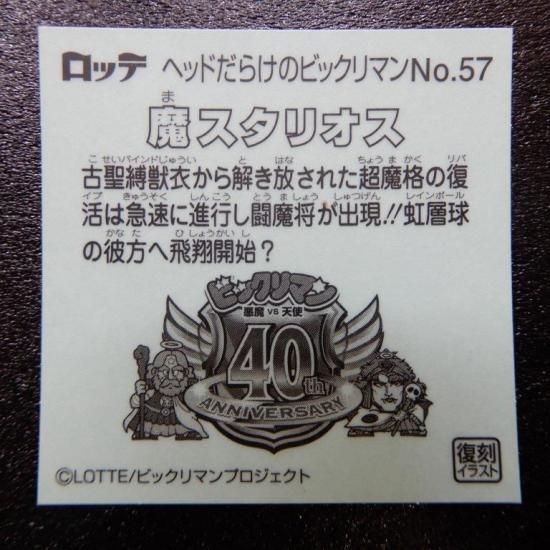 ロッテ ヘッドだらけのビックリマンNo.57
魔スタリオス
ま
こ せいバインドじゅうい と はな ちょう ま かく リバ
古聖縛獣衣から解き放された超魔格の復
イブ きゅうそく しんこう とう ま しょう しゅつげん レインボール
活は急速に進行し闘魔将が出現!!虹層球
かなた ひ しょうかい し
の彼方へ飛翔開始?
ビックリマン
悪魔 VS 天使
40th
ANNIVERSARY
復刻
イラスト
©LOTTE/ビックリマンプロジェクト